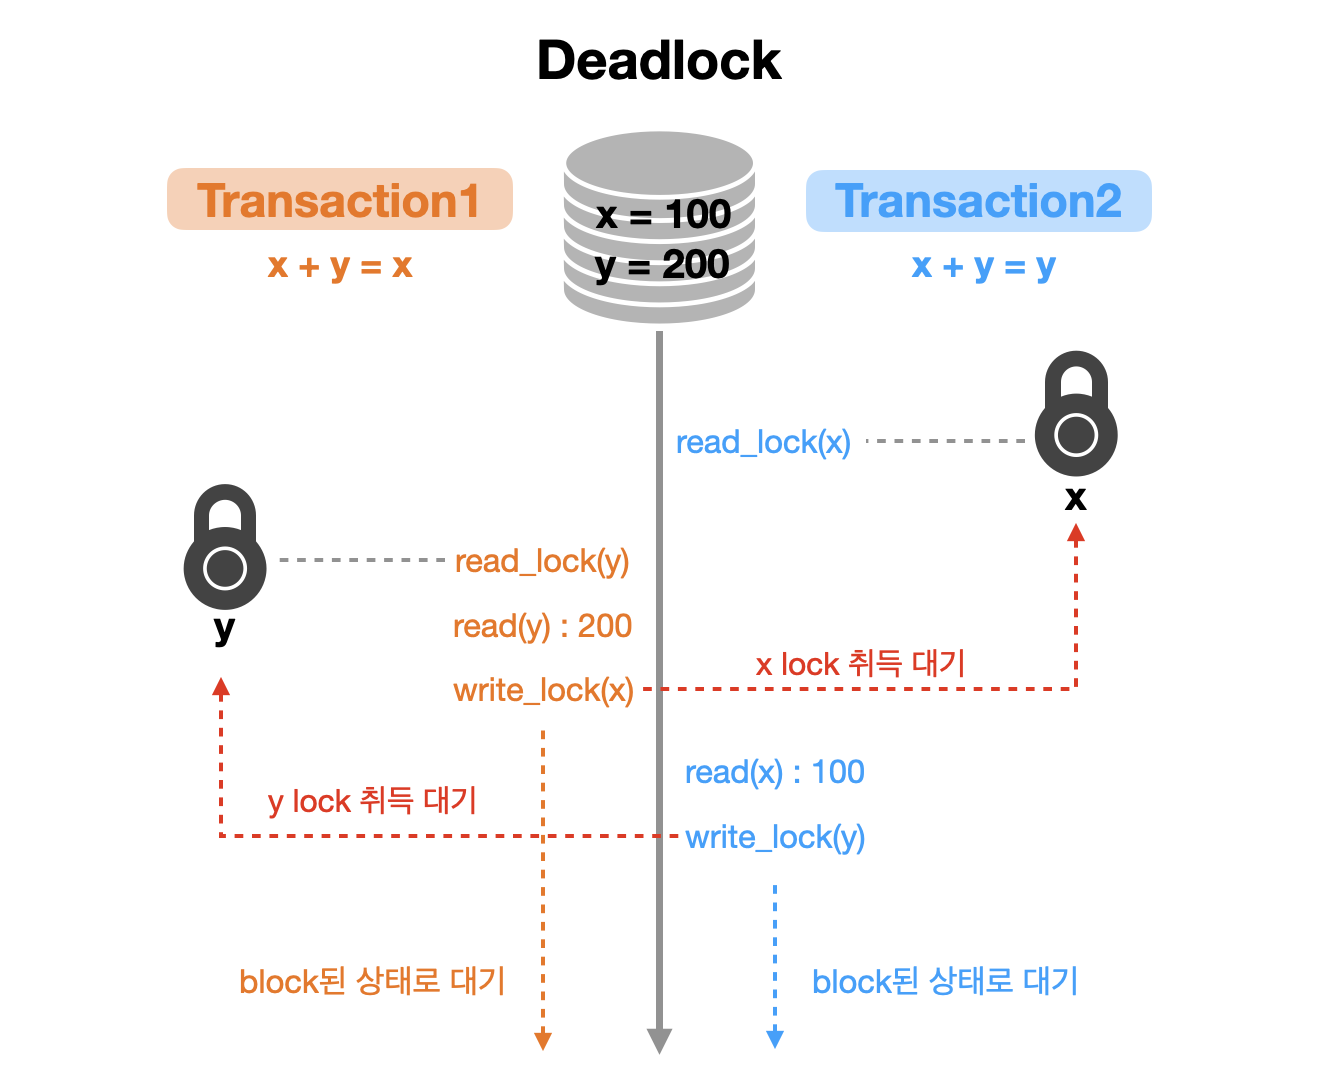 Deadlock
Transaction1
x + y = x
x = 100
y = 200
Transaction2
x + y = y
read_lock(x)
x
read_lock(y)
y
read(y) : 200
write_lock(x)
x lock 취득 대기
read(x) : 100
y lock 취득 대기
write_lock(y)
block된 상태로 대기
block된 상태로 대기